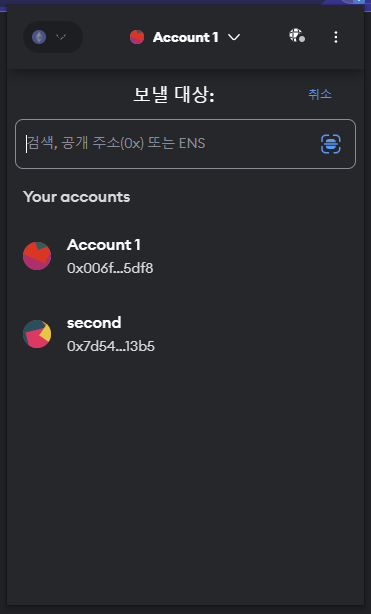 Account 1
보낼 대상:
취소
검색, 공개 주소(0x) 또는 ENS
Your accounts
Account 1
0x006f...5df8
second
0x7d54...13b5